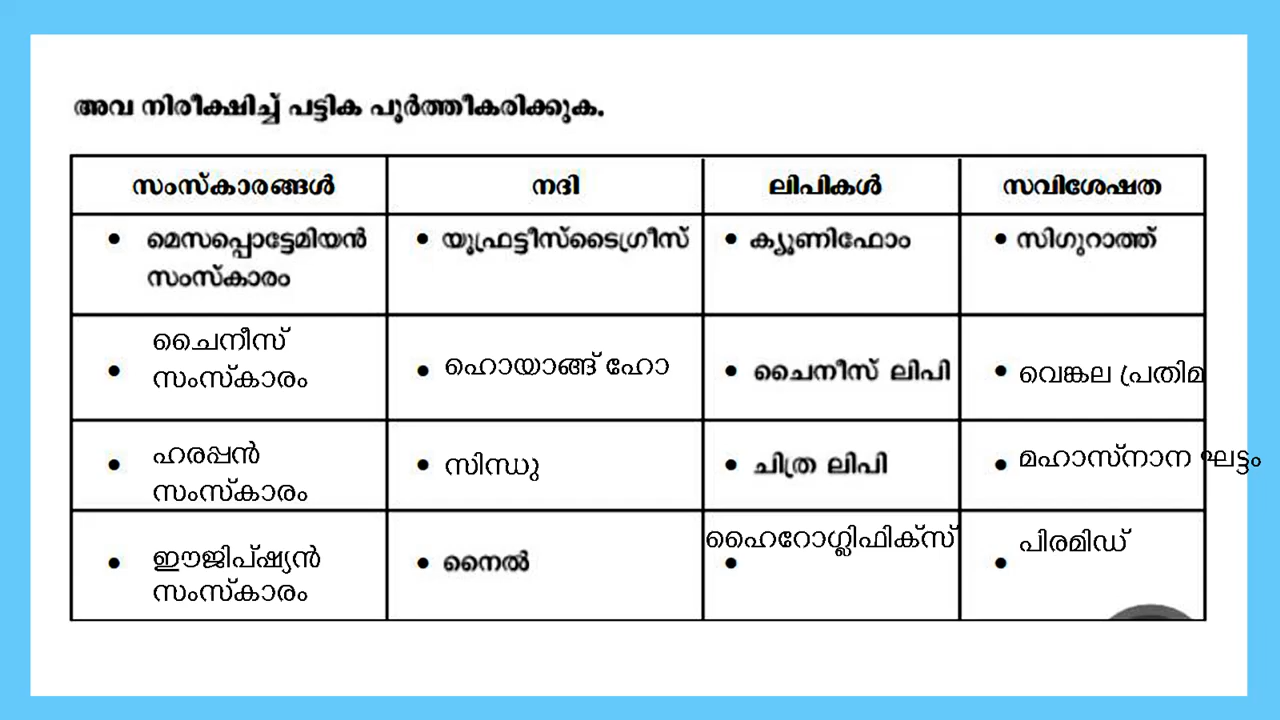 അവ നിരീക്ഷിച്ച് പട്ടിക പൂർത്തീകരിക്കുക.
സംസ്കാരങ്ങൾ നദി ലിപികൾ സവിശേഷത
• മെസപ്പൊട്ടേമിയൻ സംസ്കാരം • യൂഫ്രട്ടീസ്ടൈഗ്രീസ് • ക്യൂണിഫോം • സിഗുറാത്ത്
• ചൈനീസ് സംസ്കാരം • ഹൊയാങ്ങ് ഹോ • ചൈനീസ് ലിപി • വെങ്കല പ്രതിമ
• ഹരപ്പൻ സംസ്കാരം • സിന്ധു • ചിത്ര ലിപി • മഹാസ്നാന ഘട്ടം
• ഈജിപ്ഷ്യൻ സംസ്കാരം • നൈൽ • ഹൈറോഗ്ലിഫിക്സ് • പിരമിഡ്